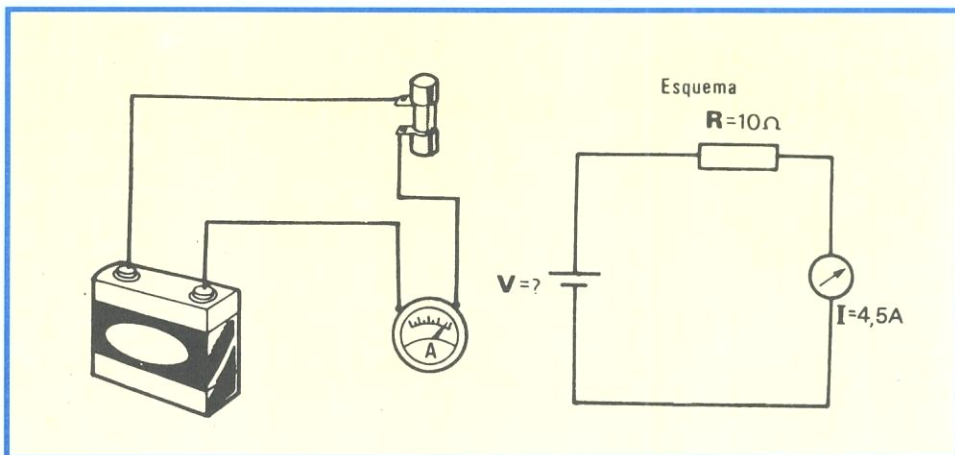 Esquema
R=10Ω
V=?
I=4,5A
A